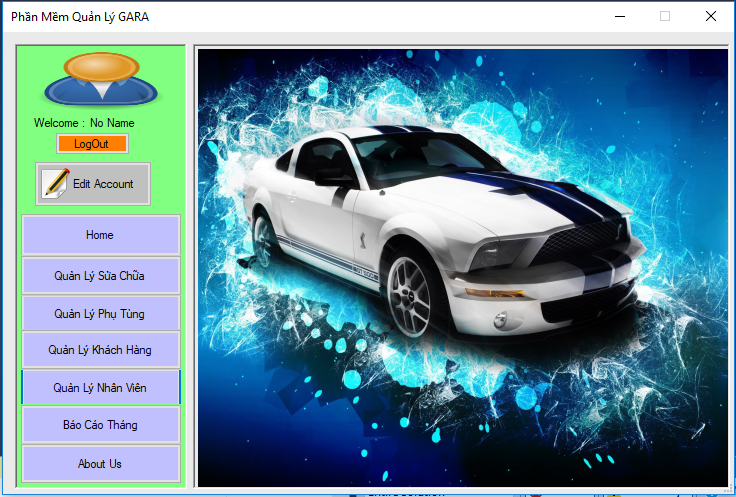 Phần Mềm Quản Lý GARA
Welcome : No Name
LogOut
Edit Account
Home
Quản Lý Sửa Chữa
Quản Lý Phụ Tùng
Quản Lý Khách Hàng
Quản Lý Nhân Viên
Báo Cáo Tháng
About Us